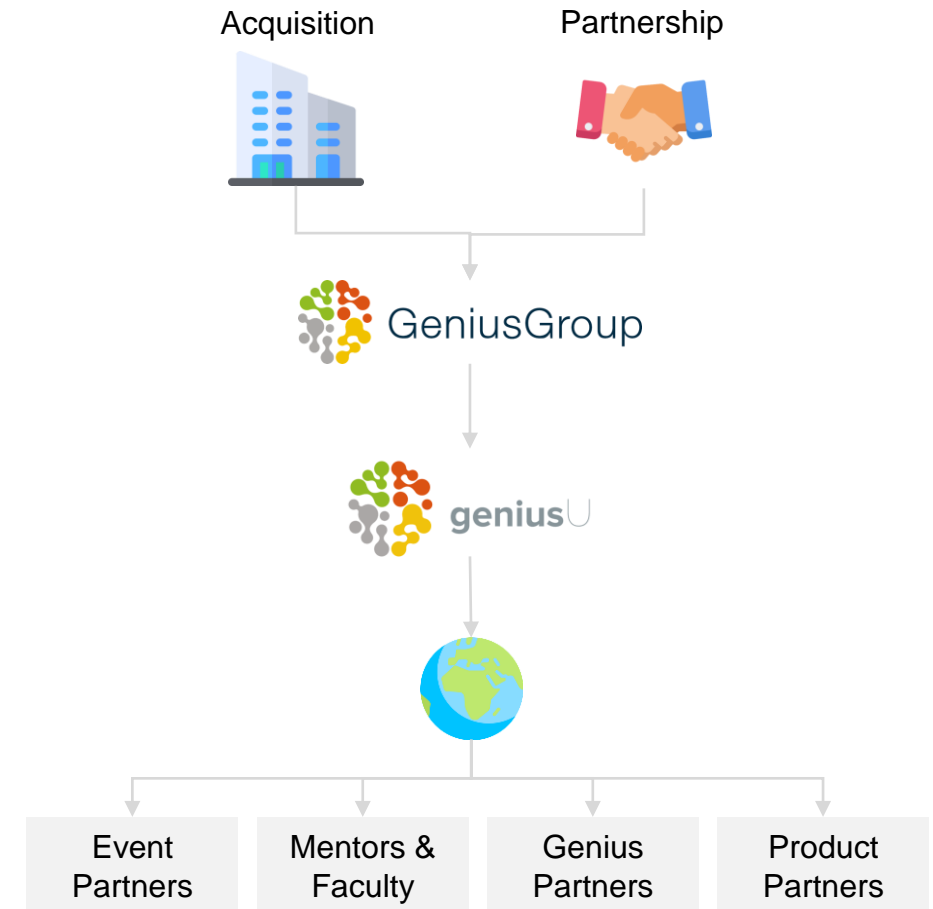 Acquisition
Partnership
GeniusGroup
geniusU
Event
Partners
Mentors &
Faculty
Genius
Partners
Product
Partners